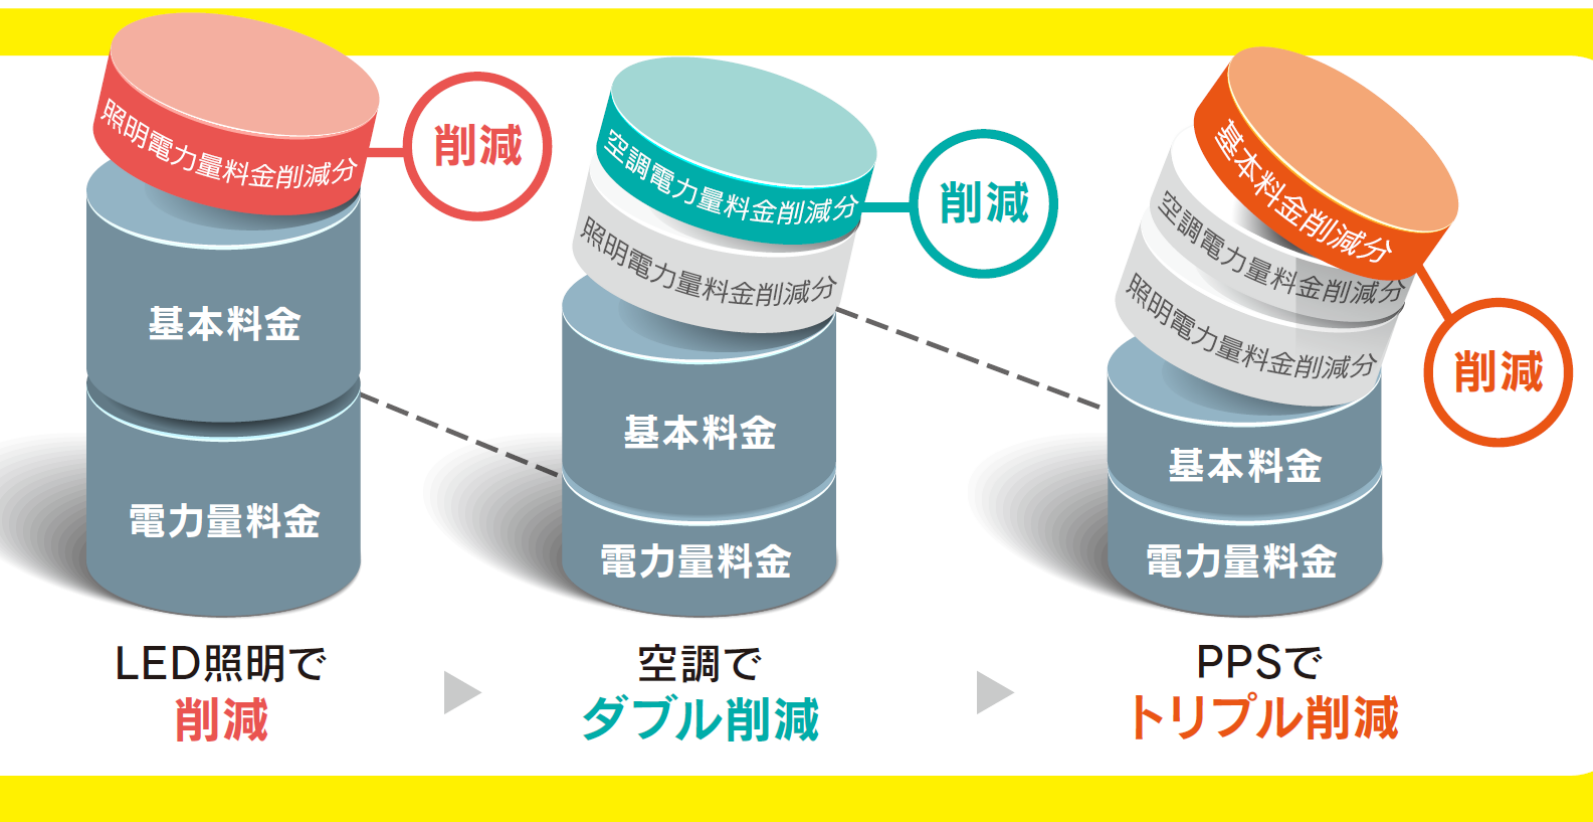 照明電力量料金削減分
削減
基本料金
電力量料金
LED照明で
削減
空調電力量料金削減分
削減
照明電力量料金削減分
基本料金
電力量料金
空調で
ダブル削減
基本料金削減分
空調電力量料金削減分
照明電力量料金削減分
削減
基本料金
電力量料金
PPSで
トリプル削減